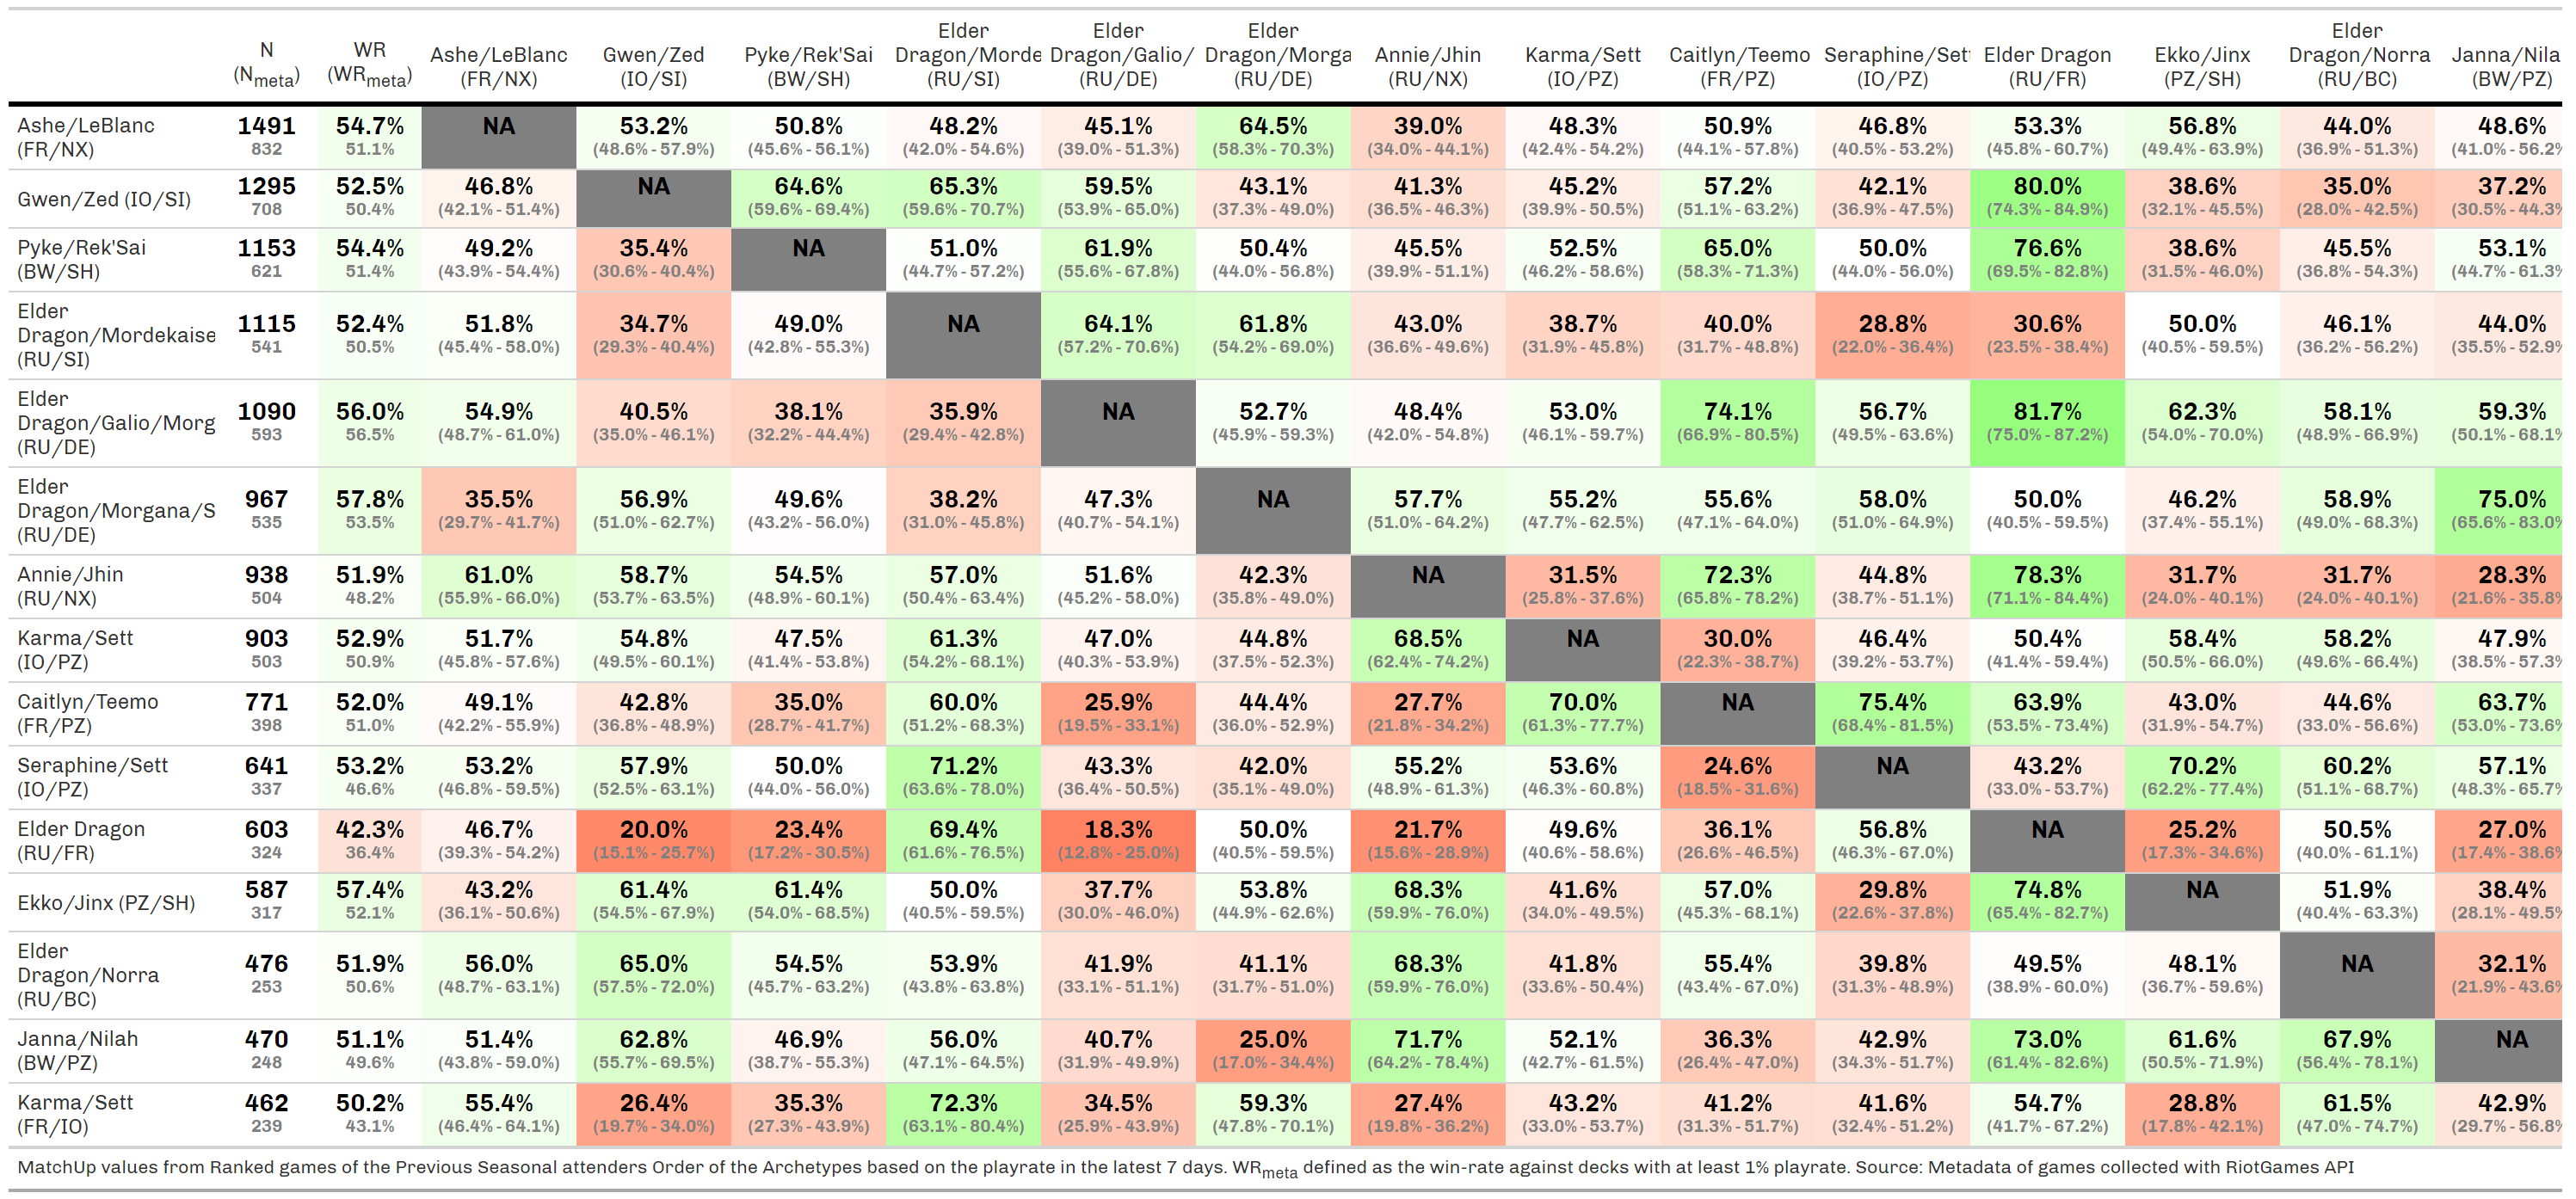 Elder Elder Elder Elder
N WR Ashe/LeBlanc Gwen/Zed Pyke/Rek'Sai Dragon/Morde Dragon/Galio/ Dragon/Morga Annie/Jhin Karma/Sett Caitlyn/Teemo Seraphine/Set Elder Dragon Ekko/Jinx Dragon/Norra Janna/Nila
(Nmeta) (WRmeta) (FR/NX) (IO/SI) (BW/SH) (RU/SI) (RU/DE) (RU/DE) (RU/NX) (IO/PZ) (FR/PZ) (IO/PZ) (RU/FR) (PZ/SH) (RU/BC) (BW/PZ)
Ashe/LeBlanc 1491 54.7% NA 53.2% 50.8% 48.2% 45.1% 64.5% 39.0% 48.3% 50.9% 46.8% 53.3% 56.8% 44.0% 48.6%
(FR/NX) 832 51.1% (48.6% - 57.9%) (45.6% - 56.1%) (42.0% - 54.6%) (39.0% - 51.3%) (58.3% - 70.3%) (34.0% - 44.1%) (42.4% - 54.2%) (44.1% - 57.8%) (40.5% - 53.2%) (45.8% - 60.7%) (49.4% - 63.9%) (36.9% - 51.3%) (41.0% - 56.2%
Gwen/Zed (IO/SI) 1295 52.5% 46.8% NA 64.6% 65.3% 59.5% 43.1% 41.3% 45.2% 57.2% 42.1% 80.0% 38.6% 35.0% 37.2%
708 50.4% (42.1% - 51.4%) (59.6% - 69.4%) (59.6% - 70.7%) (53.9% - 65.0%) (37.3% - 49.0%) (36.5% - 46.3%) (39.9% - 50.5%) (51.1% - 63.2%) (36.9% - 47.5%) (74.3% - 84.9%) (32.1% - 45.5%) (28.0% - 42.5%) (30.5% - 44.3%
Pyke/Rek'Sai 1153 54.4% 49.2% 35.4% NA 51.0% 61.9% 50.4% 45.5% 52.5% 65.0% 50.0% 76.6% 38.6% 45.5% 53.1%
(BW/SH) 621 51.4% (43.9% - 54.4%) (30.6% - 40.4%) (44.7% - 57.2%) (55.6% - 67.8%) (44.0% - 56.8%) (39.9% - 51.1%) (46.2% - 58.6%) (58.3% - 71.3%) (44.0% - 56.0%) (69.5% - 82.8%) (31.5% - 46.0%) (36.8% - 54.3%) (44.7% - 61.3%
Elder
Dragon/Mordekaise 1115 52.4% 51.8% 34.7% 49.0% NA 64.1% 61.8% 43.0% 38.7% 40.0% 28.8% 30.6% 50.0% 46.1% 44.0%
(RU/SI) 541 50.5% (45.4% - 58.0%) (29.3% - 40.4%) (42.8% - 55.3%) (57.2% - 70.6%) (54.2% - 69.0%) (36.6% - 49.6%) (31.9% - 45.8%) (31.7% - 48.8%) (22.0% - 36.4%) (23.5% - 38.4%) (40.5% - 59.5%) (36.2% - 56.2%) (35.5% - 52.9%
Elder
Dragon/Galio/Morg 1090 56.0% 54.9% 40.5% 38.1% 35.9% NA 52.7% 48.4% 53.0% 74.1% 56.7% 81.7% 62.3% 58.1% 59.3%
(RU/DE) 593 56.5% (48.7% - 61.0%) (35.0% - 46.1%) (32.2% - 44.4%) (29.4% - 42.8%) (45.9% - 59.3%) (42.0% - 54.8%) (46.1% - 59.7%) (66.9% - 80.5%) (49.5% - 63.6%) (75.0% - 87.2%) (54.0% - 70.0%) (48.9% - 66.9%) (50.1% - 68.1%
Elder
Dragon/Morgana/S 967 57.8% 35.5% 56.9% 49.6% 38.2% 47.3% NA 57.7% 55.2% 55.6% 58.0% 50.0% 46.2% 58.9% 75.0%
(RU/DE) 535 53.5% (29.7% - 41.7%) (51.0% - 62.7%) (43.2% - 56.0%) (31.0% - 45.8%) (40.7% - 54.1%) (51.0% - 64.2%) (47.7% - 62.5%) (47.1% - 64.0%) (51.0% - 64.9%) (40.5% - 59.5%) (37.4% - 55.1%) (49.0% - 68.3%) (65.6% - 83.0%
Annie/Jhin 938 51.9% 61.0% 58.7% 54.5% 57.0% 51.6% 42.3% NA 31.5% 72.3% 44.8% 78.3% 31.7% 31.7% 28.3%
(RU/NX) 504 48.2% (55.9% - 66.0%) (53.7% - 63.5%) (48.9% - 60.1%) (50.4% - 63.4%) (45.2% - 58.0%) (35.8% - 49.0%) (25.8% - 37.6%) (65.8% - 78.2%) (38.7% - 51.1%) (71.1% - 84.4%) (24.0% - 40.1%) (24.0% - 40.1%) (21.6% - 35.8%
Karma/Sett 903 52.9% 51.7% 54.8% 47.5% 61.3% 47.0% 44.8% 68.5% NA 30.0% 46.4% 50.4% 58.4% 58.2% 47.9%
(IO/PZ) 503 50.9% (45.8% - 57.6%) (49.5% - 60.1%) (41.4% - 53.8%) (54.2% - 68.1%) (40.3% - 53.9%) (37.5% - 52.3%) (62.4% - 74.2%) (22.3% - 38.7%) (39.2% - 53.7%) (41.4% - 59.4%) (50.5% - 66.0%) (49.6% - 66.4%) (38.5% - 57.3%
Caitlyn/Teemo 771 52.0% 49.1% 42.8% 35.0% 60.0% 25.9% 44.4% 27.7% 70.0% NA 75.4% 63.9% 43.0% 44.6% 63.7%
(FR/PZ) 398 51.0% (42.2% - 55.9%) (36.8% - 48.9%) (28.7% - 41.7%) (51.2% - 68.3%) (19.5% - 33.1%) (36.0% - 52.9%) (21.8% - 34.2%) (61.3% - 77.7%) (68.4% - 81.5%) (53.5% - 73.4%) (31.9% - 54.7%) (33.0% - 56.6%) (53.0% - 73.6%
Seraphine/Sett 641 53.2% 53.2% 57.9% 50.0% 71.2% 43.3% 42.0% 55.2% 53.6% 24.6% NA 43.2% 70.2% 60.2% 57.1%
(IO/PZ) 337 46.6% (46.8% - 59.5%) (52.5% - 63.1%) (44.0% - 56.0%) (63.6% - 78.0%) (36.4% - 50.5%) (35.1% - 49.0%) (48.9% - 61.3%) (46.3% - 60.8%) (18.5% - 31.6%) (33.0% - 53.7%) (62.2% - 77.4%) (51.1% - 68.7%) (48.3% - 65.7%
Elder Dragon 603 42.3% 46.7% 20.0% 23.4% 69.4% 18.3% 50.0% 21.7% 49.6% 36.1% 56.8% NA 25.2% 50.5% 27.0%
(RU/FR) 324 36.4% (39.3% - 54.2%) (15.1% - 25.7%) (17.2% - 30.5%) (61.6% - 76.5%) (12.8% - 25.0%) (40.5% - 59.5%) (15.6% - 28.9%) (40.6% - 58.6%) (26.6% - 46.5%) (46.3% - 67.0%) (17.3% - 34.6%) (40.0% - 61.1%) (17.4% - 38.6%
Ekko/Jinx (PZ/SH) 587 57.4% 43.2% 61.4% 61.4% 50.0% 37.7% 53.8% 68.3% 41.6% 57.0% 29.8% 74.8% NA 51.9% 38.4%
317 52.1% (36.1% - 50.6%) (54.5% - 67.9%) (54.0% - 68.5%) (40.5% - 59.5%) (30.0% - 46.0%) (44.9% - 62.6%) (59.9% - 76.0%) (34.0% - 49.5%) (45.3% - 68.1%) (22.6% - 37.8%) (65.4% - 82.7%) (40.4% - 63.3%) (28.1% - 49.5%
Elder
Dragon/Norra 476 51.9% 56.0% 65.0% 54.5% 53.9% 41.9% 41.1% 68.3% 41.8% 55.4% 39.8% 49.5% 48.1% NA 32.1%
(RU/BC) 253 50.6% (48.7% - 63.1%) (57.5% - 72.0%) (45.7% - 63.2%) (43.8% - 63.8%) (33.1% - 51.1%) (31.7% - 51.0%) (59.9% - 76.0%) (33.6% - 50.4%) (43.4% - 67.0%) (31.3% - 48.9%) (38.9% - 60.0%) (36.7% - 59.6%) (21.9% - 43.6%
Janna/Nilah 470 51.1% 51.4% 62.8% 46.9% 56.0% 40.7% 25.0% 71.7% 52.1% 36.3% 42.9% 73.0% 61.6% 67.9% NA
(BW/PZ) 248 49.6% (43.8% - 59.0%) (55.7% - 69.5%) (38.7% - 55.3%) (47.1% - 64.5%) (31.9% - 49.9%) (17.0% - 34.4%) (64.2% - 78.4%) (42.7% - 61.5%) (26.4% - 47.0%) (34.3% - 51.7%) (61.4% - 82.6%) (50.5% - 71.9%) (56.4% - 78.1%)
Karma/Sett 462 50.2% 55.4% 26.4% 35.3% 72.3% 34.5% 59.3% 27.4% 43.2% 41.2% 41.6% 54.7% 28.8% 61.5% 42.9%
(FR/IO) 239 43.1% (46.4% - 64.1%) (19.7% - 34.0%) (27.3% - 43.9%) (63.1% - 80.4%) (25.9% - 43.9%) (47.8% - 70.1%) (19.8% - 36.2%) (33.0% - 53.7%) (31.3% - 51.7%) (32.4% - 51.2%) (41.7% - 67.2%) (17.8% - 42.1%) (47.0% - 74.7%) (29.7% - 56.8%
MatchUp values from Ranked games of the Previous Seasonal attenders Order of the Archetypes based on the playrate in the latest 7 days. WRmeta defined as the win-rate against decks with at least 1% playrate. Source: Metadata of games collected with RiotGames API